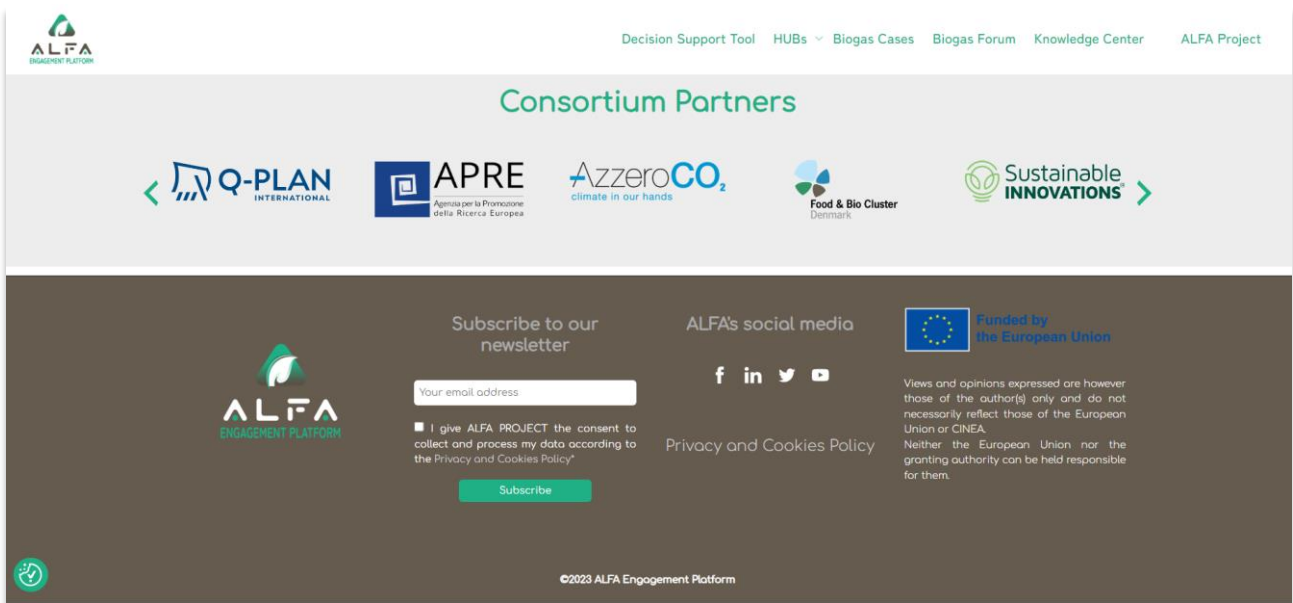 ALFA
ENGAGEMENT PLATFORM
Decision Support Tool HUBs Biogas Cases Biogas Forum Knowledge Center ALFA Project
Consortium Partners
Q-PLAN
INTERNATIONAL
APRE
Agenzia per la Promozione
della Ricerca Europea
AzzeroCO₂
climate in our hands
Food & Bio Cluster
Denmark
Sustainable
INNOVATIONS®
ALFA
ENGAGEMENT PLATFORM
Subscribe to our
newsletter
Your email address
I give ALFA PROJECT the consent to
collect and process my data according to
the Privacy and Cookies Policy*
Subscribe
ALFA's social media
f in
Privacy and Cookies Policy
Funded by
the European Union
Views and opinions expressed are however
those of the author(s) only and do not
necessarily reflect those of the European
Union or CINEA.
Neither the European Union nor the
granting authority can be held responsible
for them.
©2023 ALFA Engagement Platform